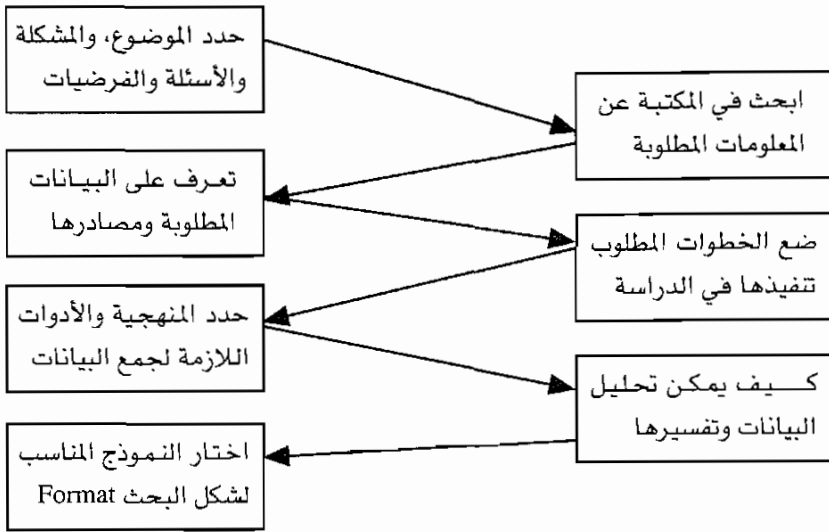 حدد الموضوع، والمشكلة
والأسئلة والفرضيات
ابحث في المكتبة عن
المعلومات المطلوبة
تعرف على البيانات
المطلوبة ومصادرها
ضع الخطوات المطلوب
تنفيذها في الدراسة
حدد المنهجية والأدوات
اللازمة لجمع البيانات
كيف يمكن تحليل
البيانات وتفسيرها
اختار النموذج المناسب
لشكل البحث Format